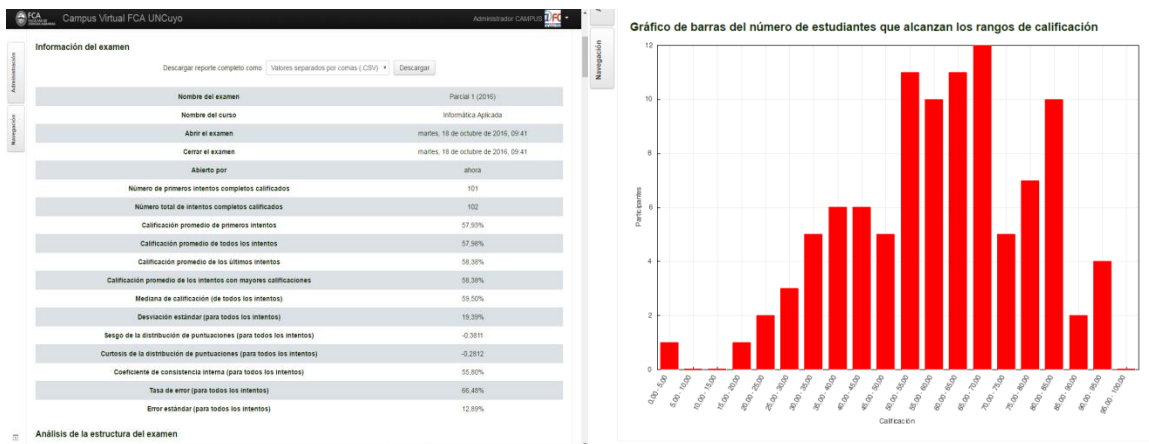 FCA
Campus Virtual FCA UNCuyo
Administrador CAMPUS
Administración
Navegación
Información del examen
Descargar reporte completo como Valores separados por comas (.CSV) Descargar
Nombre del examen Parcial 1 (2016)
Nombre del curso Informática Aplicada
Abrir el examen martes, 18 de octubre de 2016, 09:41
Cerrar el examen martes, 18 de octubre de 2016, 09:41
Abierto por ahora
Número de primeros intentos completos calificados 101
Número total de intentos completos calificados 102
Calificación promedio de primeros intentos 57,93%
Calificación promedio de todos los intentos 57,98%
Calificación promedio de los últimos intentos 58,38%
Calificación promedio de los intentos con mayores calificaciones 58,38%
Mediana de calificación (de todos los intentos) 59,50%
Desviación estándar (para todos los intentos) 19,39%
Sesgo de la distribución de puntuaciones (para todos los intentos) -0,3811
Curtosis de la distribución de puntuaciones (para todos los intentos) -0,2812
Coeficiente de consistencia interna (para todos los intentos) 55,80%
Tasa de error (para todos los intentos) 66,48%
Error estándar (para todos los intentos) 12,89%
Análisis de la estructura del examen
Navegación
Gráfico de barras del número de estudiantes que alcanzan los rangos de calificación
12
10
8
6
4
2
0
Participantes
0,00 - 5,00
5,00 - 10,00
10,00 - 15,00
15,00 - 20,00
20,00 - 25,00
25,00 - 30,00
30,00 - 35,00
35,00 - 40,00
40,00 - 45,00
45,00 - 50,00
50,00 - 55,00
55,00 - 60,00
60,00 - 65,00
65,00 - 70,00
70,00 - 75,00
75,00 - 80,00
80,00 - 85,00
85,00 - 90,00
90,00 - 95,00
95,00 - 100,00
Calificación